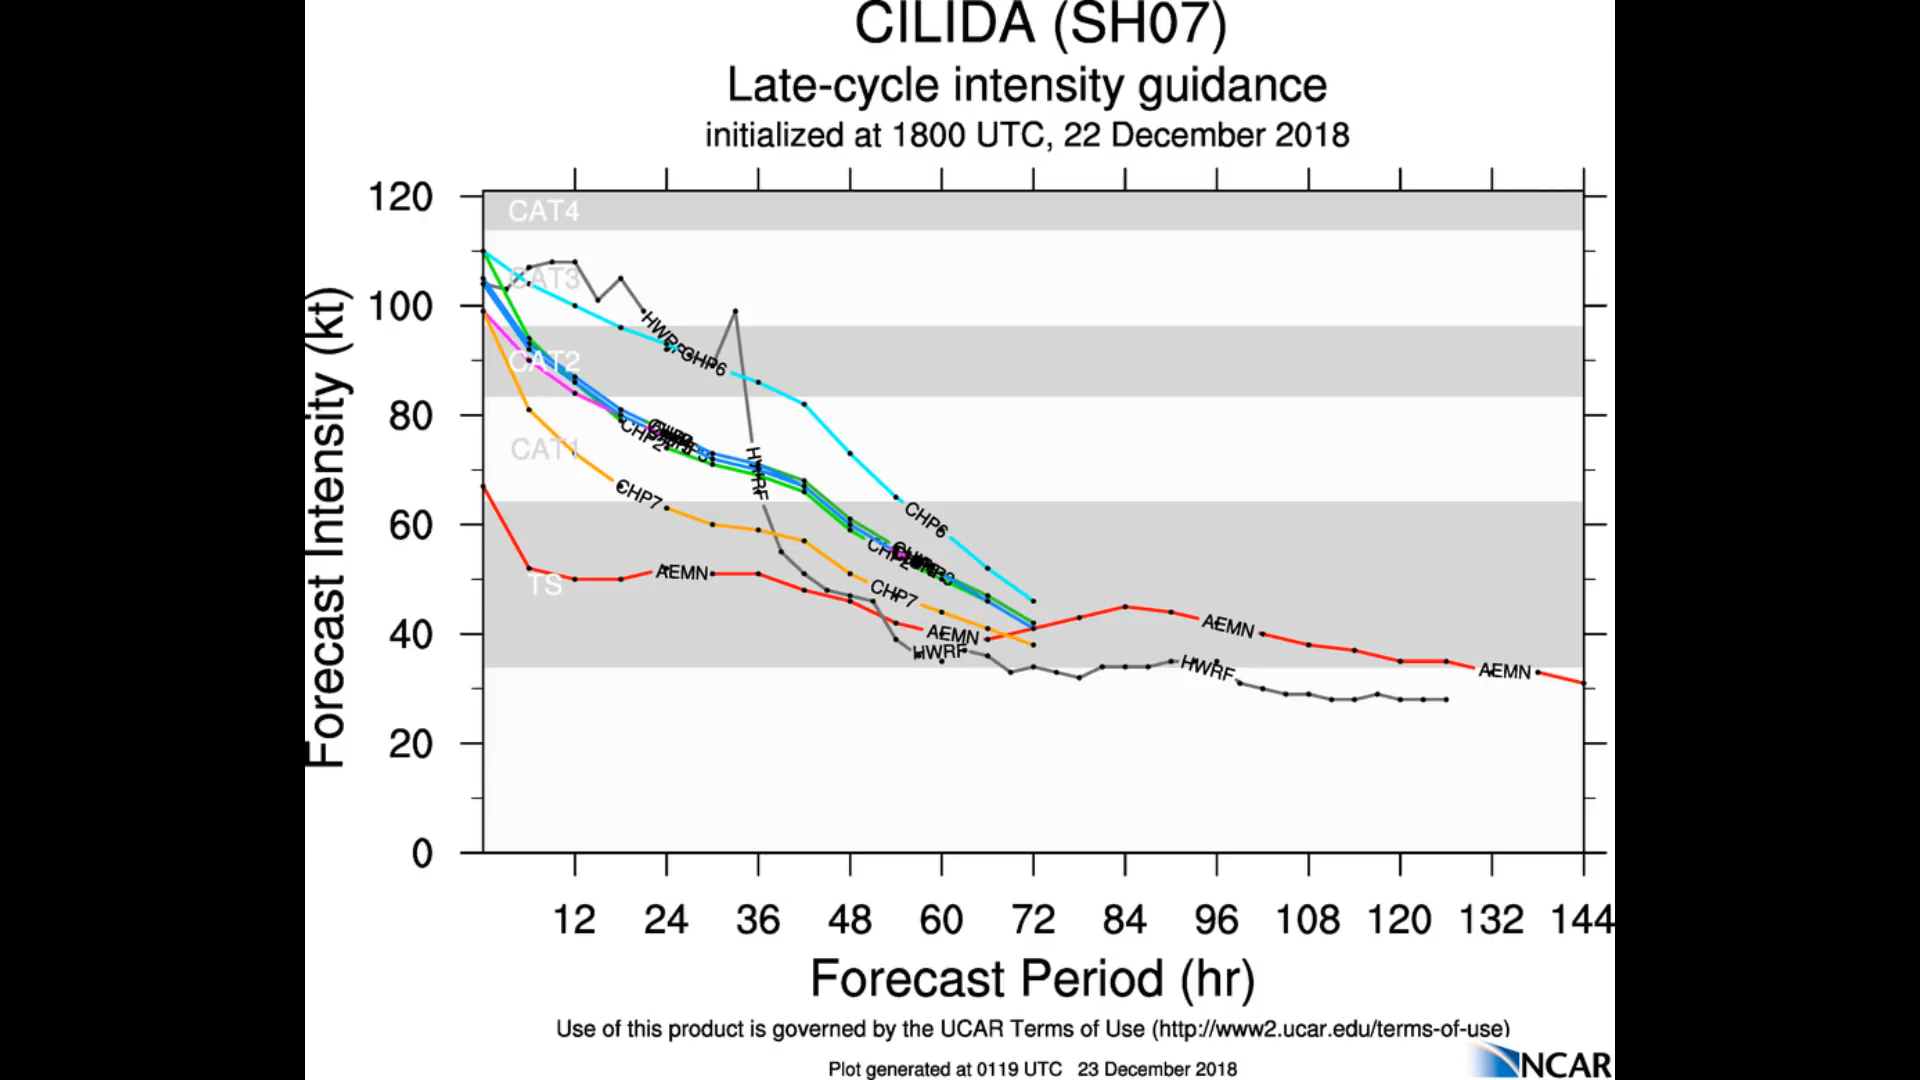 CILIDA (SH07)
Late-cycle intensity guidance
initialized at 1800 UTC, 22 December 2018
Forecast Intensity (kt)
120
100
80
60
40
20
0
CAT4
CAT3
CAT2
CAT1
TS
HWRF
CHP6
CHP2
HWRF
CHP7
AEMN
CHP6
CHP2
CHP7
AEMN
HWRF
AEMN
HWRF
AEMN
12 24 36 48 60 72 84 96 108 120 132 144
Forecast Period (hr)
Use of this product is governed by the UCAR Terms of Use (http://www2.ucar.edu/terms-of-use)
Plot generated at 0119 UTC 23 December 2018
NCAR